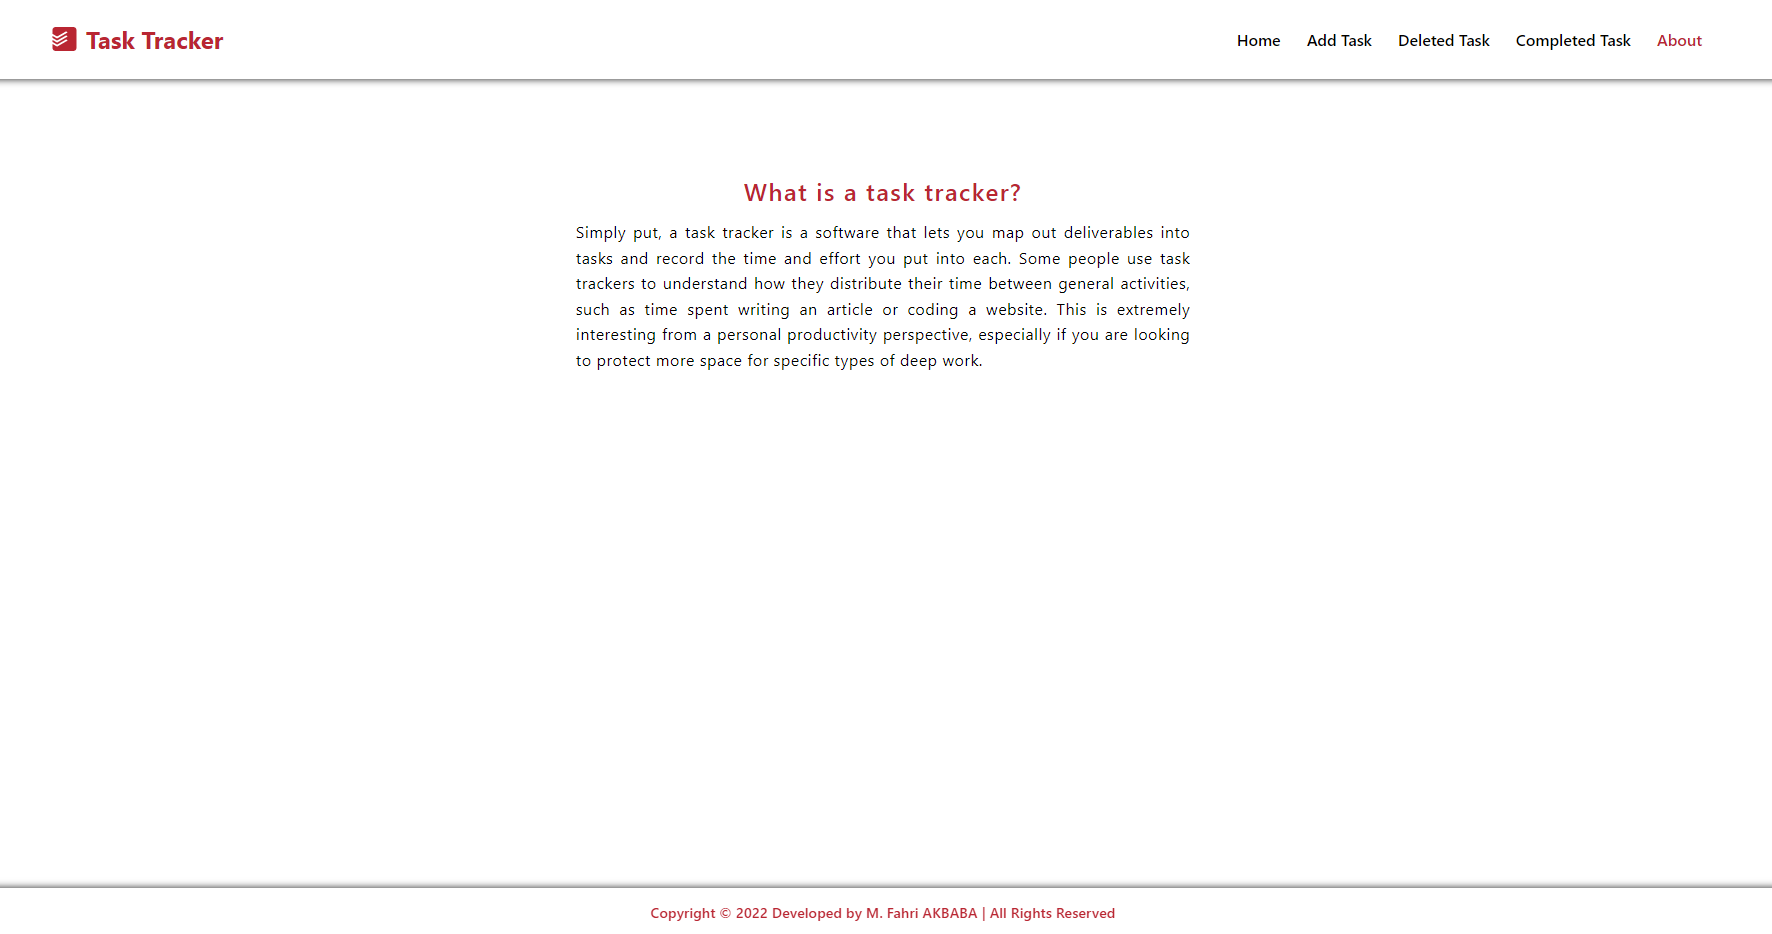 Task Tracker
Home Add Task Deleted Task Completed Task About
What is a task tracker?
Simply put, a task tracker is a software that lets you map out deliverables into
tasks and record the time and effort you put into each. Some people use task
trackers to understand how they distribute their time between general activities,
such as time spent writing an article or coding a website. This is extremely
interesting from a personal productivity perspective, especially if you are looking
to protect more space for specific types of deep work.
Copyright © 2022 Developed by M. Fahri AKBABA | All Rights Reserved